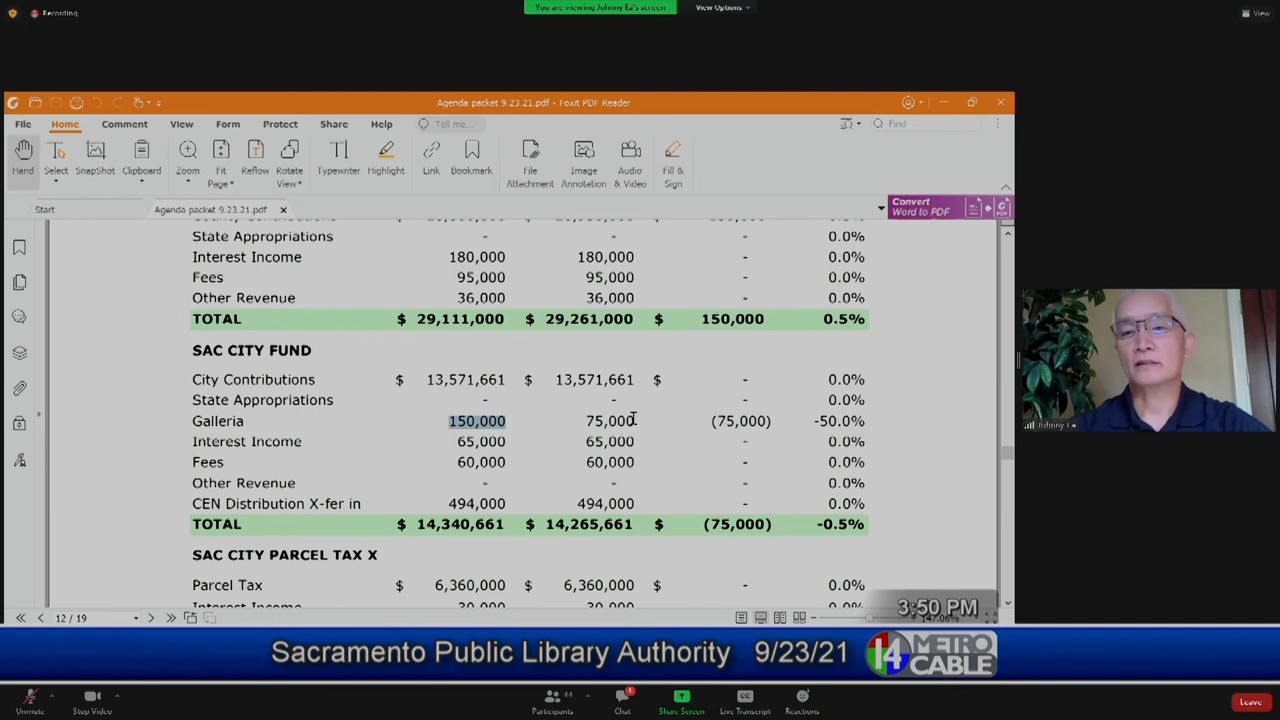 Recording
You are viewing Johnny Ea's screen
View Options
View
Agenda packet 9.23.21.pdf - Foxit PDF Reader
File Home Comment View Form Protect Share Help Tell me... Find
Hand Select SnapShot Clipboard Zoom Fit Page Reflow Rotate View Typewriter Highlight Link Bookmark File Attachment Image Annotation Audio & Video Fill & Sign
Start Agenda packet 9.23.21.pdf
Convert Word to PDF
State Appropriations - - - 0.0%
Interest Income 180,000 180,000 - 0.0%
Fees 95,000 95,000 - 0.0%
Other Revenue 36,000 36,000 - 0.0%
TOTAL $ 29,111,000 $ 29,261,000 $ 150,000 0.5%
SAC CITY FUND
City Contributions $ 13,571,661 13,571,661 $ - 0.0%
State Appropriations - - - 0.0%
Galleria 150,000 75,000 (75,000) -50.0%
Interest Income 65,000 65,000 - 0.0%
Fees 60,000 60,000 - 0.0%
Other Revenue - - - 0.0%
CEN Distribution X-fer in 494,000 494,000 - 0.0%
TOTAL $ 14,340,661 $ 14,265,661 $ (75,000) -0.5%
SAC CITY PARCEL TAX X
Parcel Tax $ 6,360,000 $ 6,360,000 $ - 0.0%
12 / 19
3:50 PM
Johnny Ea
Sacramento Public Library Authority 9/23/21
14 METRO CABLE
Unmute Stop Video Participants 44 Chat 1 Share Screen Live Transcript Reactions Leave